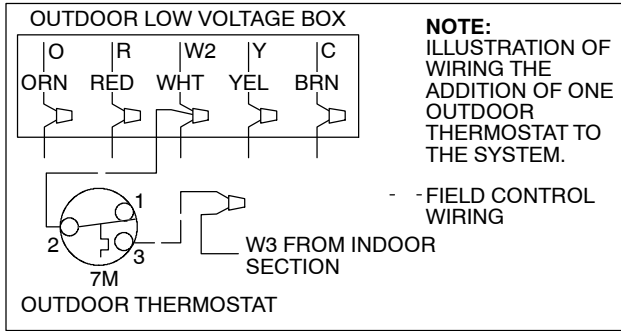 OUTDOOR LOW VOLTAGE BOX
O R W2 Y C
ORN RED WHT YEL BRN
1
2
3
7M
OUTDOOR THERMOSTAT
W3 FROM INDOOR
SECTION
NOTE:
ILLUSTRATION OF
WIRING THE
ADDITION OF ONE
OUTDOOR
THERMOSTAT TO
THE SYSTEM.
- - FIELD CONTROL
WIRING